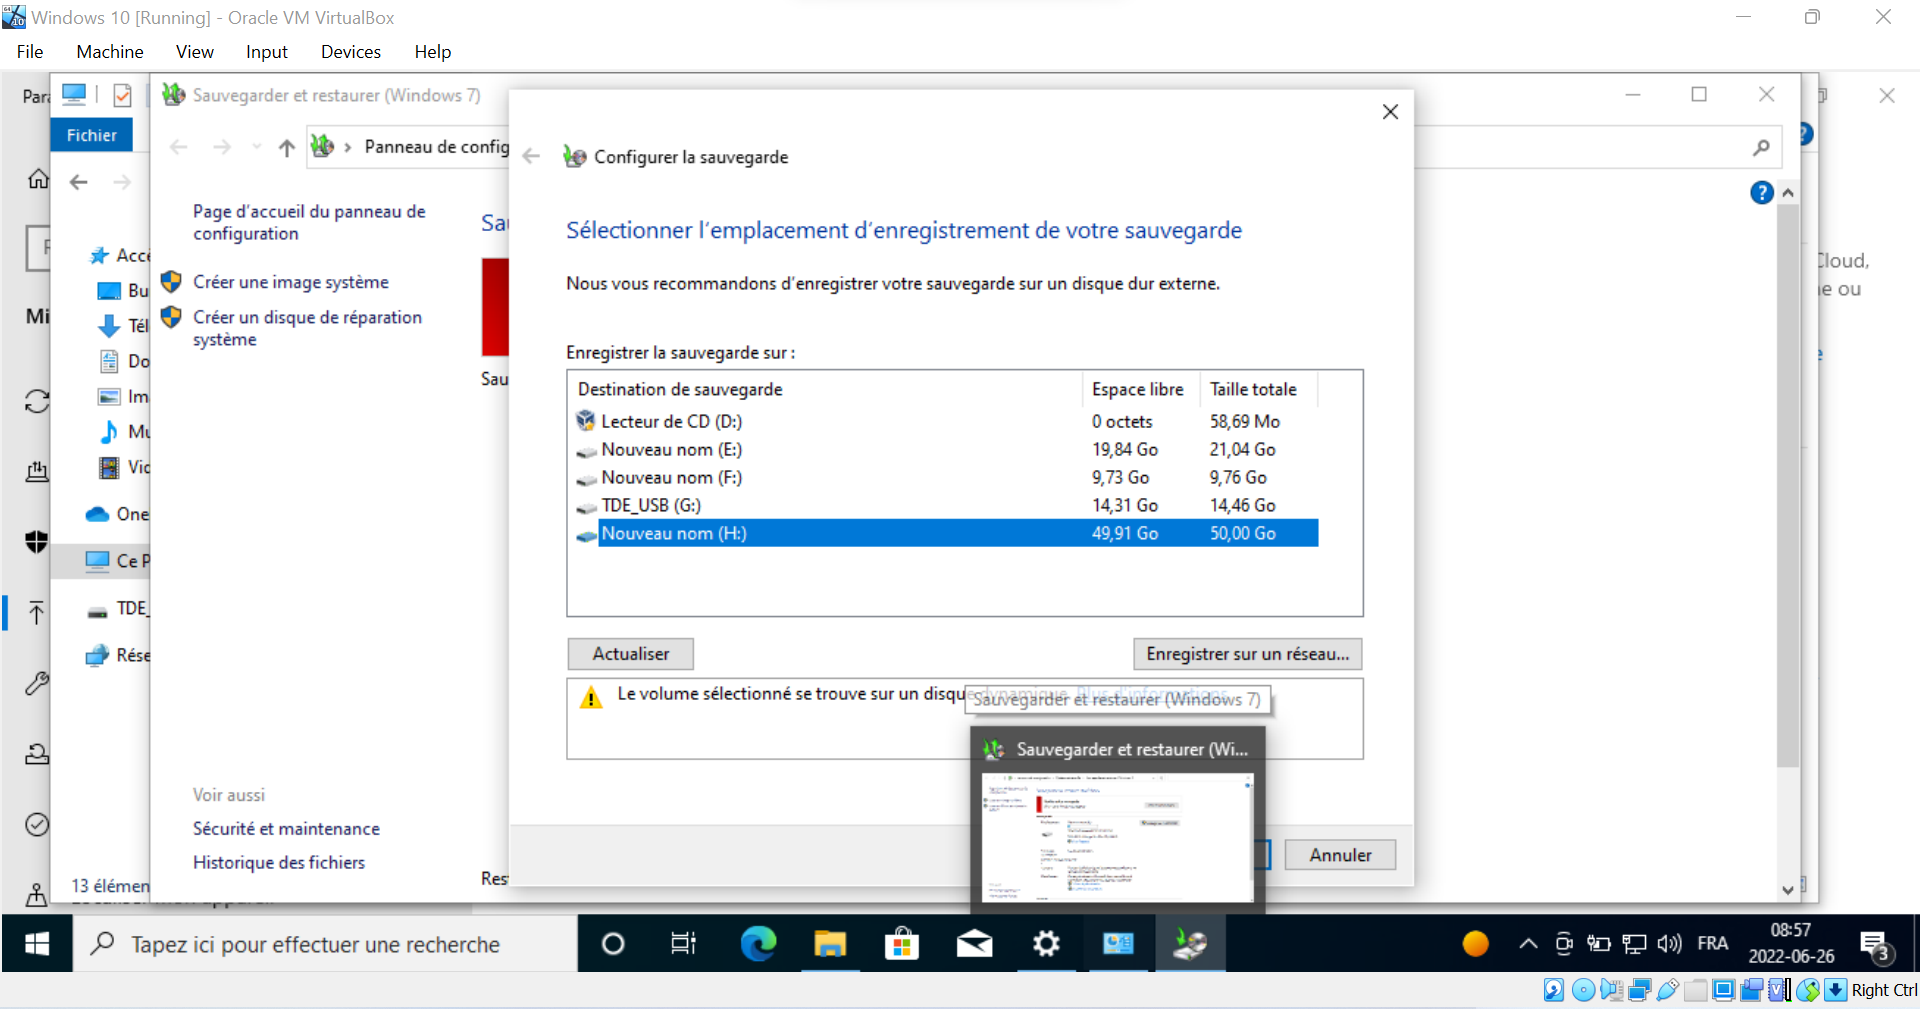 Windows 10 [Running] - Oracle VM VirtualBox
File Machine View Input Devices Help
Sauvegarder et restaurer (Windows 7)
Fichier
Panneau de config
Configurer la sauvegarde
Page d'accueil du panneau de
configuration
Créer une image système
Créer un disque de réparation
système
Sélectionner l'emplacement d'enregistrement de votre sauvegarde
Nous vous recommandons d'enregistrer votre sauvegarde sur un disque dur externe.
Enregistrer la sauvegarde sur :
Destination de sauvegarde Espace libre Taille totale
Lecteur de CD (D:) 0 octets 58,69 Mo
Nouveau nom (E:) 19,84 Go 21,04 Go
Nouveau nom (F:) 9,73 Go 9,76 Go
TDE_USB (G:) 14,31 Go 14,46 Go
Nouveau nom (H:) 49,91 Go 50,00 Go
Actualiser Enregistrer sur un réseau...
Le volume sélectionné se trouve sur un disque dynamique. Plus d'informations
Sauvegarder et restaurer (Windows 7)
Sauvegarder et restaurer (Wi...
Annuler
Para
Accè
Bu
Tél
Do
Im
Mu
Vid
One
Ce P
TDE_
Rése
Mi
13 élémen
Sau
Sau
Res
Cloud,
ne ou
Voir aussi
Sécurité et maintenance
Historique des fichiers
Tapez ici pour effectuer une recherche
FRA
08:57
2022-06-26
3
Right Ctrl